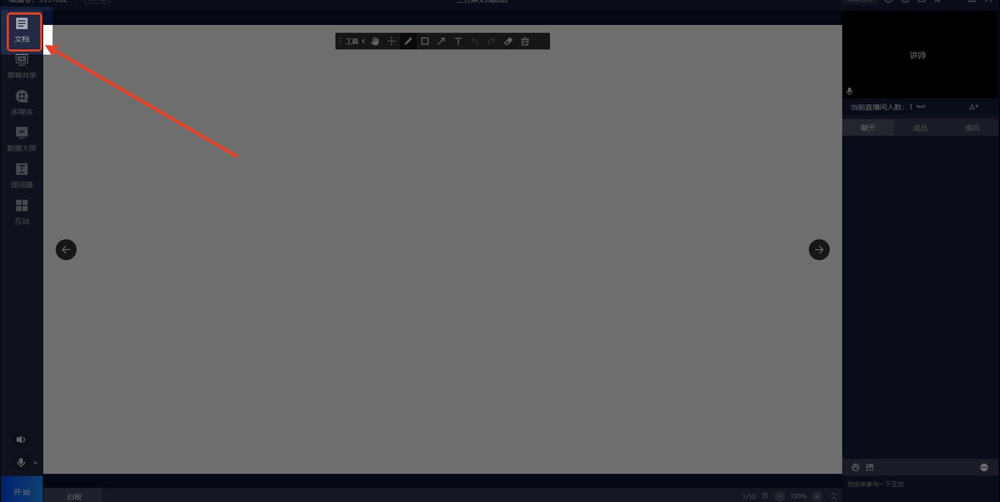 文档
屏幕共享
多媒体
数据大屏
提词器
互动
开始
工具
白板
1/50 页
100%
讲师
当前直播间人数：1
A+
聊天
成员
提问
我也来参与一下互动